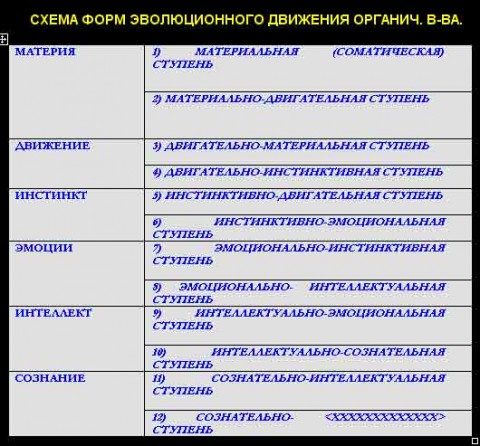 СХЕМА ФОРМ ЭВОЛЮЦИОННОГО ДВИЖЕНИЯ ОРГАНИЧ. В-ВА.
МАТЕРИЯ
1) МАТЕРИАЛЬНАЯ (СОМАТИЧЕСКАЯ)
СТУПЕНЬ
2) МАТЕРИАЛЬНО-ДВИГАТЕЛЬНАЯ СТУПЕНЬ
ДВИЖЕНИЕ
3) ДВИГАТЕЛЬНО-МАТЕРИАЛЬНАЯ СТУПЕНЬ
4) ДВИГАТЕЛЬНО-ИНСТИНКТИВНАЯ СТУПЕНЬ
ИНСТИНКТ
5) ИНСТИНКТИВНО-ДВИГАТЕЛЬНАЯ СТУПЕНЬ
6) ИНСТИНКТИВНО-ЭМОЦИОНАЛЬНАЯ
СТУПЕНЬ
ЭМОЦИИ
7) ЭМОЦИОНАЛЬНО-ИНСТИНКТИВНАЯ
СТУПЕНЬ
8) ЭМОЦИОНАЛЬНО- ИНТЕЛЛЕКТУАЛЬНАЯ
СТУПЕНЬ
ИНТЕЛЛЕКТ
9) ИНТЕЛЛЕКТУАЛЬНО-ЭМОЦИОНАЛЬНАЯ
СТУПЕНЬ
10) ИНТЕЛЛЕКТУАЛЬНО-СОЗНАТЕЛЬНАЯ
СТУПЕНЬ
СОЗНАНИЕ
11) СОЗНАТЕЛЬНО-ИНТЕЛЛЕКТУАЛЬНАЯ
СТУПЕНЬ
12) СОЗНАТЕЛЬНО- <XXXXXXXXXXXXX>
СТУПЕНЬ